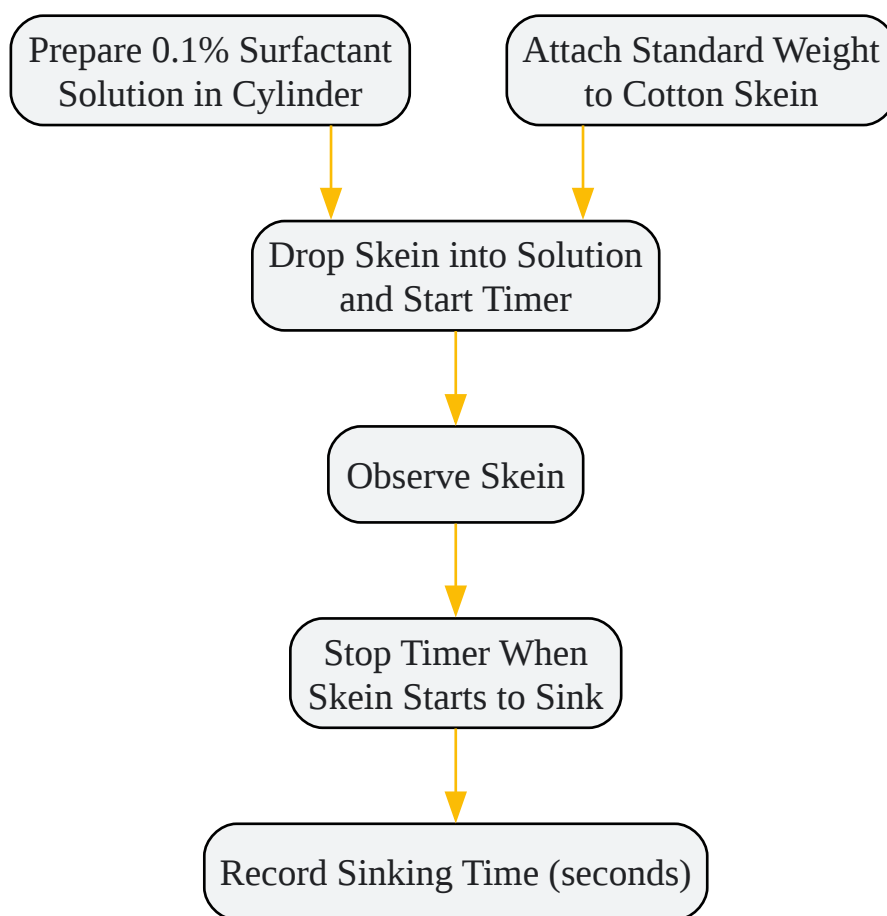 Prepare 0.1% Surfactant
Solution in Cylinder
Attach Standard Weight
to Cotton Skein
Drop Skein into Solution
and Start Timer
Observe Skein
Stop Timer When
Skein Starts to Sink
Record Sinking Time (seconds)